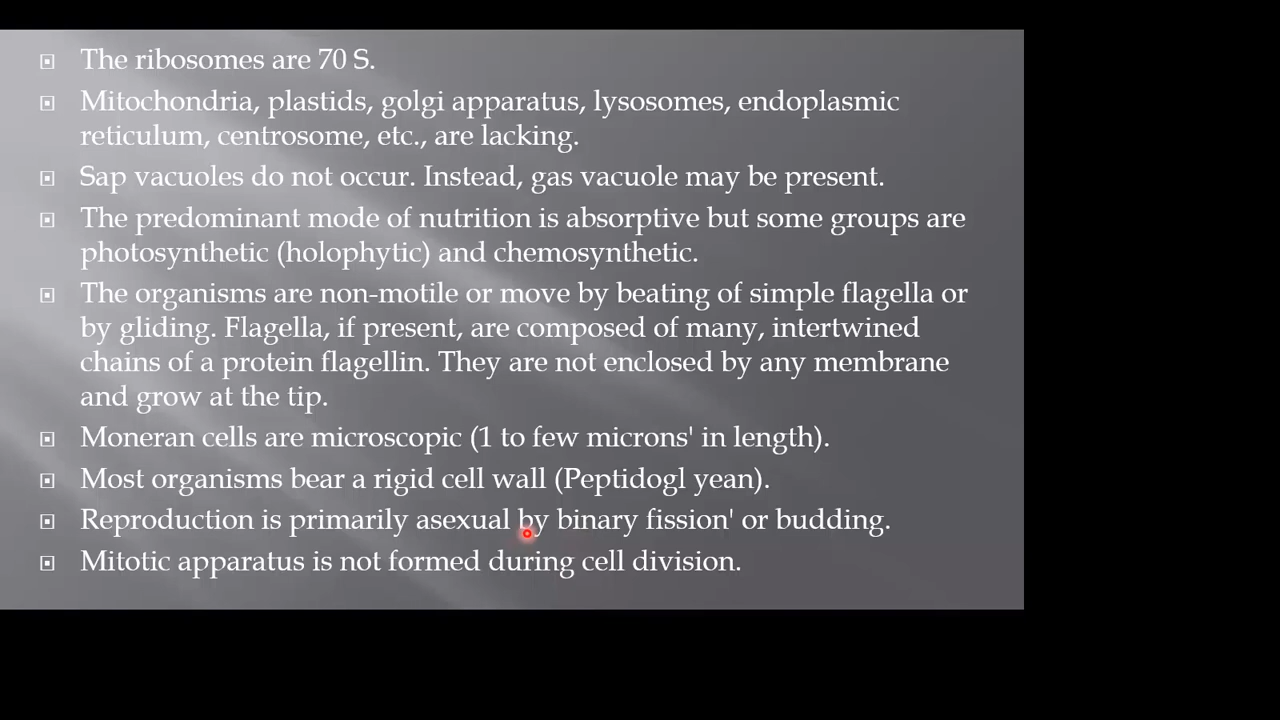 The ribosomes are 70 S.
Mitochondria, plastids, golgi apparatus, lysosomes, endoplasmic
reticulum, centrosome, etc., are lacking.
Sap vacuoles do not occur. Instead, gas vacuole may be present.
The predominant mode of nutrition is absorptive but some groups are
photosynthetic (holophytic) and chemosynthetic.
The organisms are non-motile or move by beating of simple flagella or
by gliding. Flagella, if present, are composed of many, intertwined
chains of a protein flagellin. They are not enclosed by any membrane
and grow at the tip.
Moneran cells are microscopic (1 to few microns' in length).
Most organisms bear a rigid cell wall (Peptidogl yean).
Reproduction is primarily asexual by binary fission' or budding.
Mitotic apparatus is not formed during cell division.